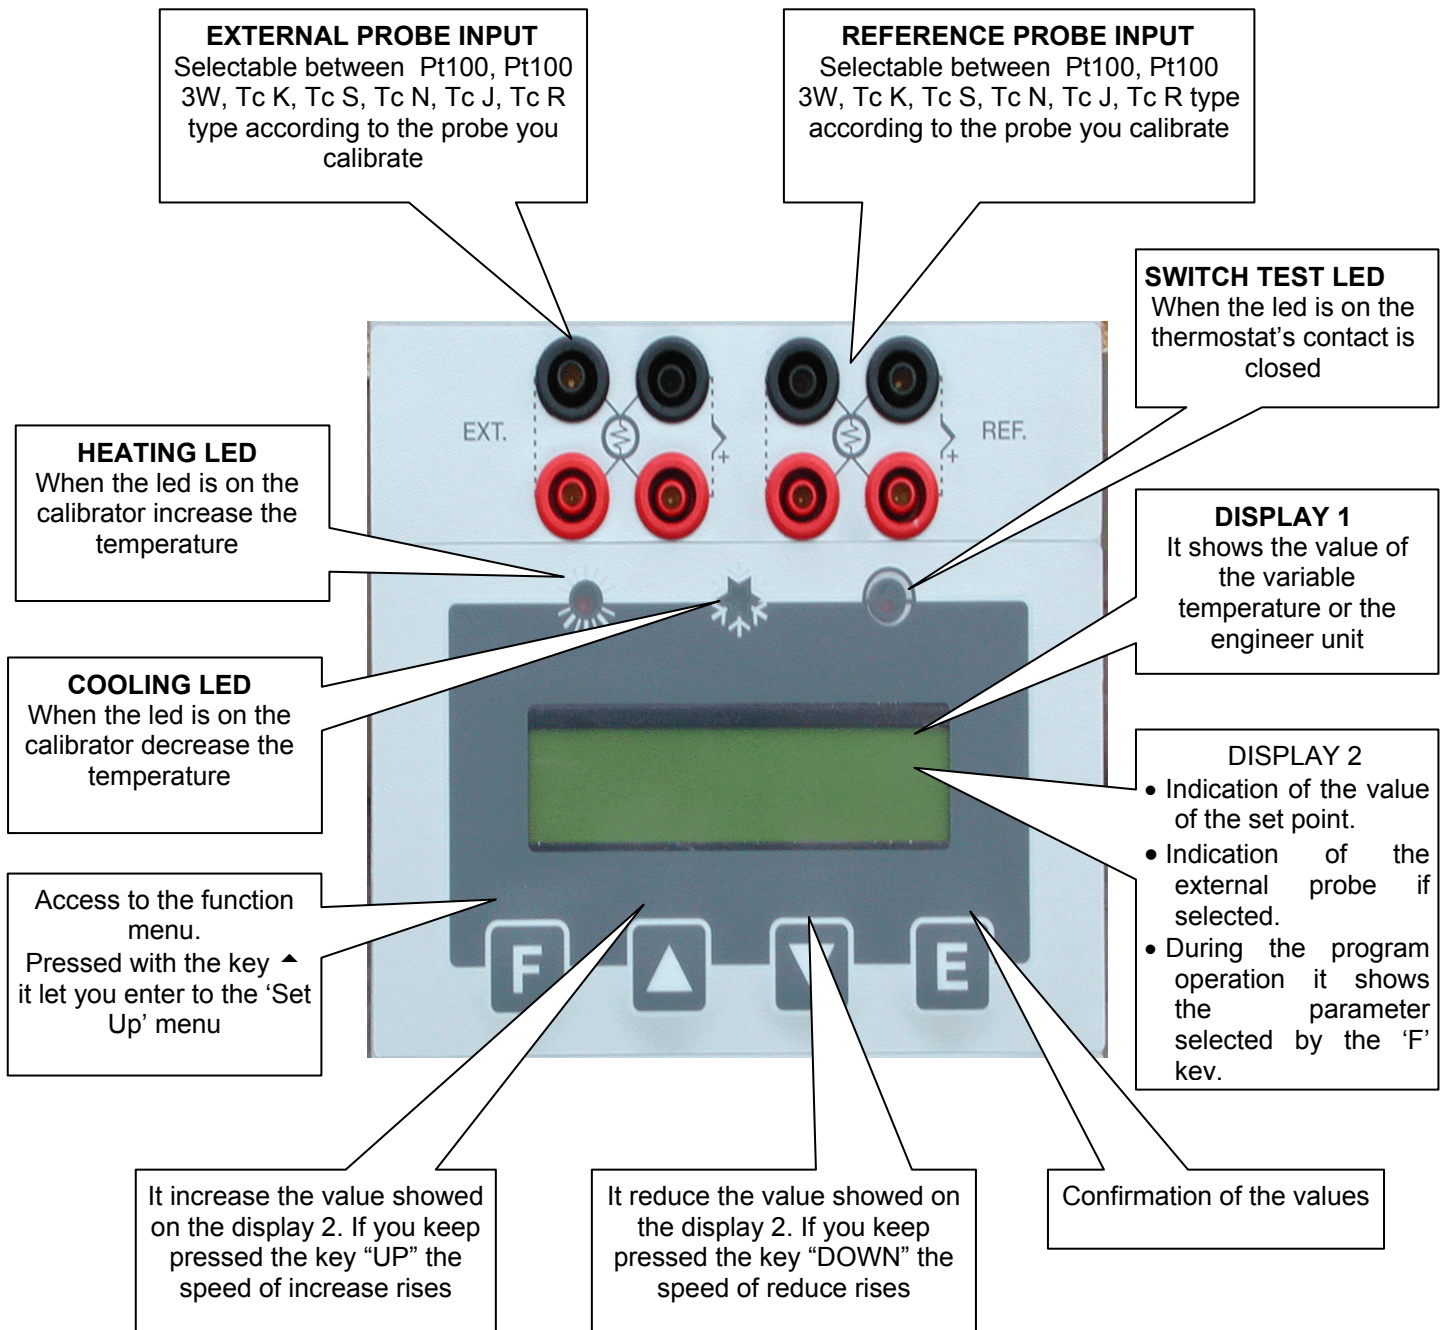 EXTERNAL PROBE INPUT
Selectable between Pt100, Pt100
3W, Tc K, Tc S, Tc N, Tc J, Tc R
type according to the probe you
calibrate
REFERENCE PROBE INPUT
Selectable between Pt100, Pt100
3W, Tc K, Tc S, Tc N, Tc J, Tc R type
according to the probe you calibrate
SWITCH TEST LED
When the led is on the
thermostat's contact is
closed
EXT.
+
+
REF.
HEATING LED
When the led is on the
calibrator increase the
temperature
DISPLAY 1
It shows the value of
the variable
temperature or the
engineer unit
COOLING LED
When the led is on the
calibrator decrease the
temperature
DISPLAY 2
• Indication of the value
of the set point.
• Indication of the
external probe if
selected.
• During the program
operation it shows
the parameter
selected by the 'F'
key.
Access to the function
menu.
Pressed with the key ▲
it let you enter to the 'Set
Up' menu
F ▲ ▼ E
It increase the value showed
on the display 2. If you keep
pressed the key "UP" the
speed of increase rises
It reduce the value showed on
the display 2. If you keep
pressed the key "DOWN" the
speed of reduce rises
Confirmation of the values